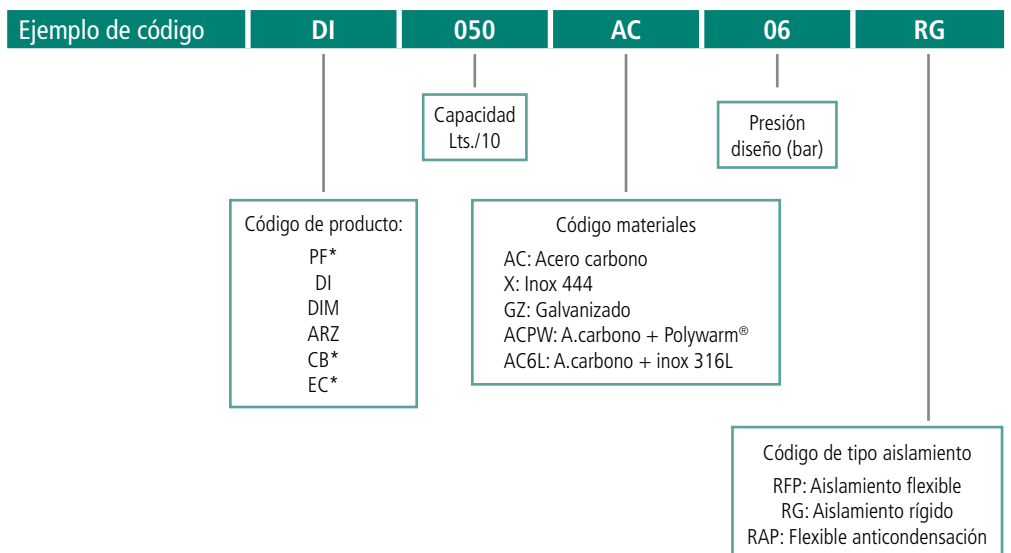 Ejemplo de código DI 050 AC 06 RG
Capacidad
Lts./10
Presión
diseño (bar)
Código de producto:
PF*
DI
DIM
ARZ
CB*
EC*
Código materiales
AC: Acero carbono
X: Inox 444
GZ: Galvanizado
ACPW: A.carbono + Polywarm®
AC6L: A.carbono + inox 316L
Código de tipo aislamiento
RFP: Aislamiento flexible
RG: Aislamiento rígido
RAP: Flexible anticondensación